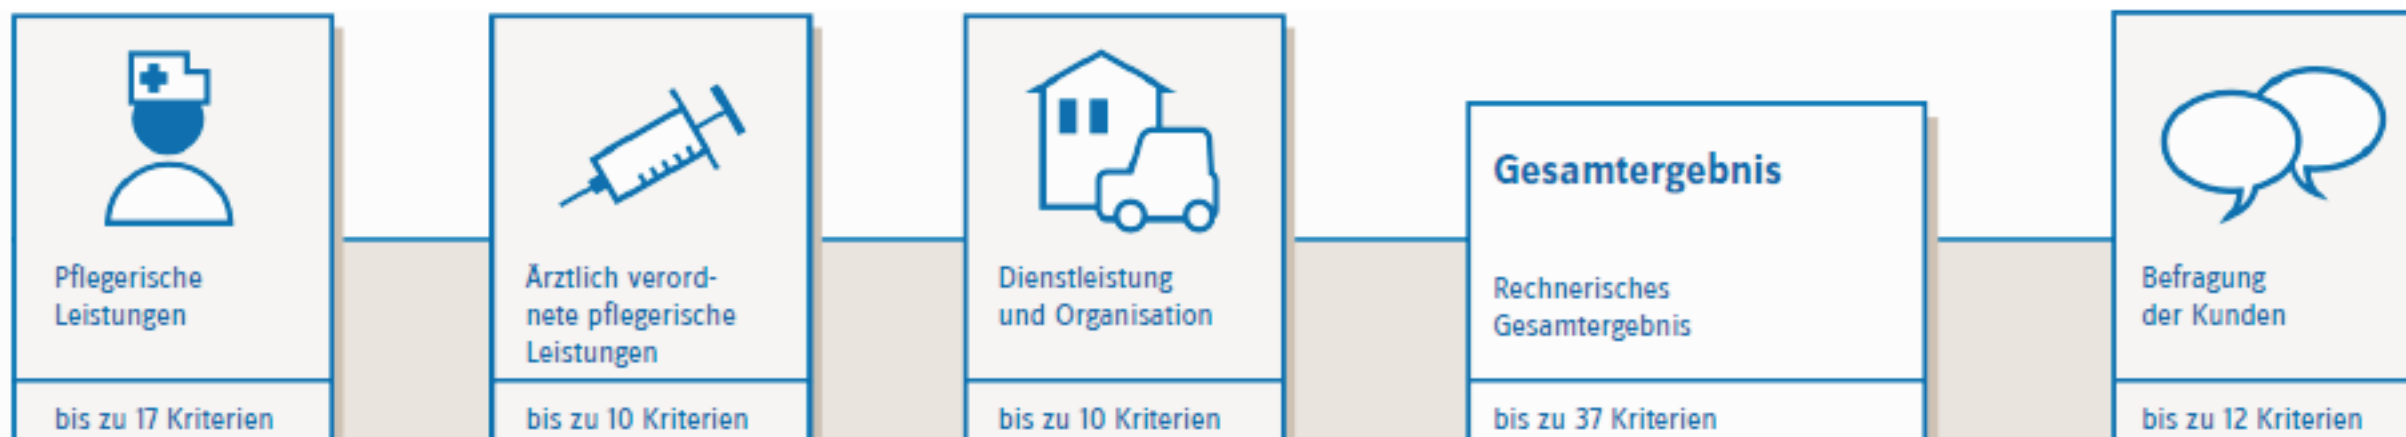 Pflegerische
Leistungen
bis zu 17 Kriterien
Ärztlich verord-
nete pflegerische
Leistungen
bis zu 10 Kriterien
Dienstleistung
und Organisation
bis zu 10 Kriterien
Gesamtergebnis
Rechnerisches
Gesamtergebnis
bis zu 37 Kriterien
Befragung
der Kunden
bis zu 12 Kriterien